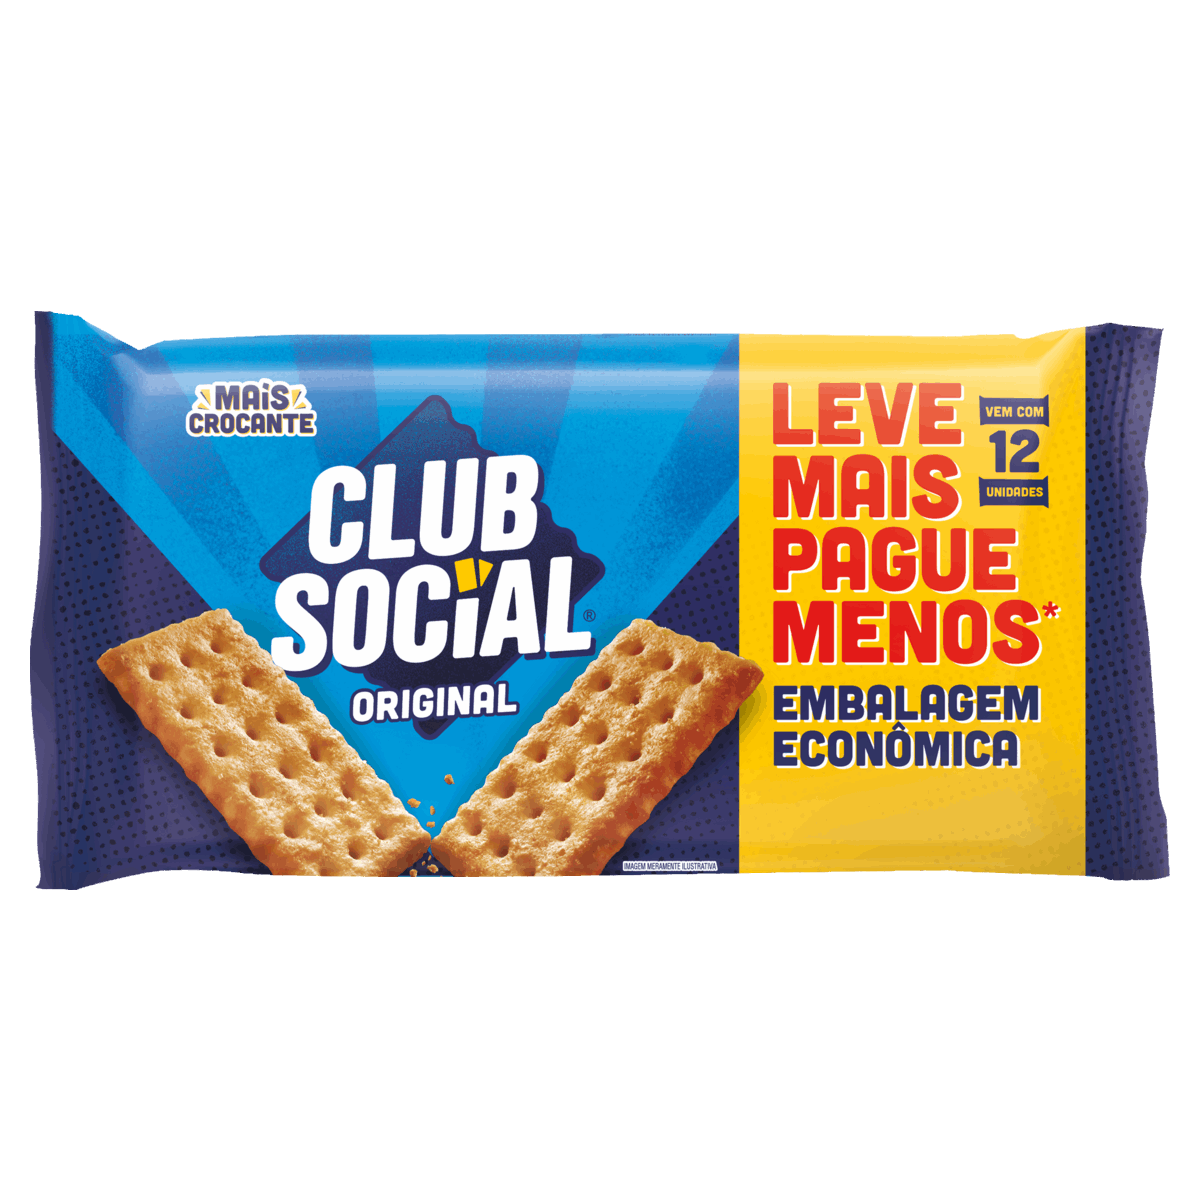 MAiS
CROCANTE
CLUB
SOCiAL®
ORIGINAL
IMAGEM MERAMENTE ILUSTRATIVA
LEVE
MAIS
PAGUE
MENOS*
EMBALAGEM
ECONÔMICA
VEM COM
12
UNIDADES